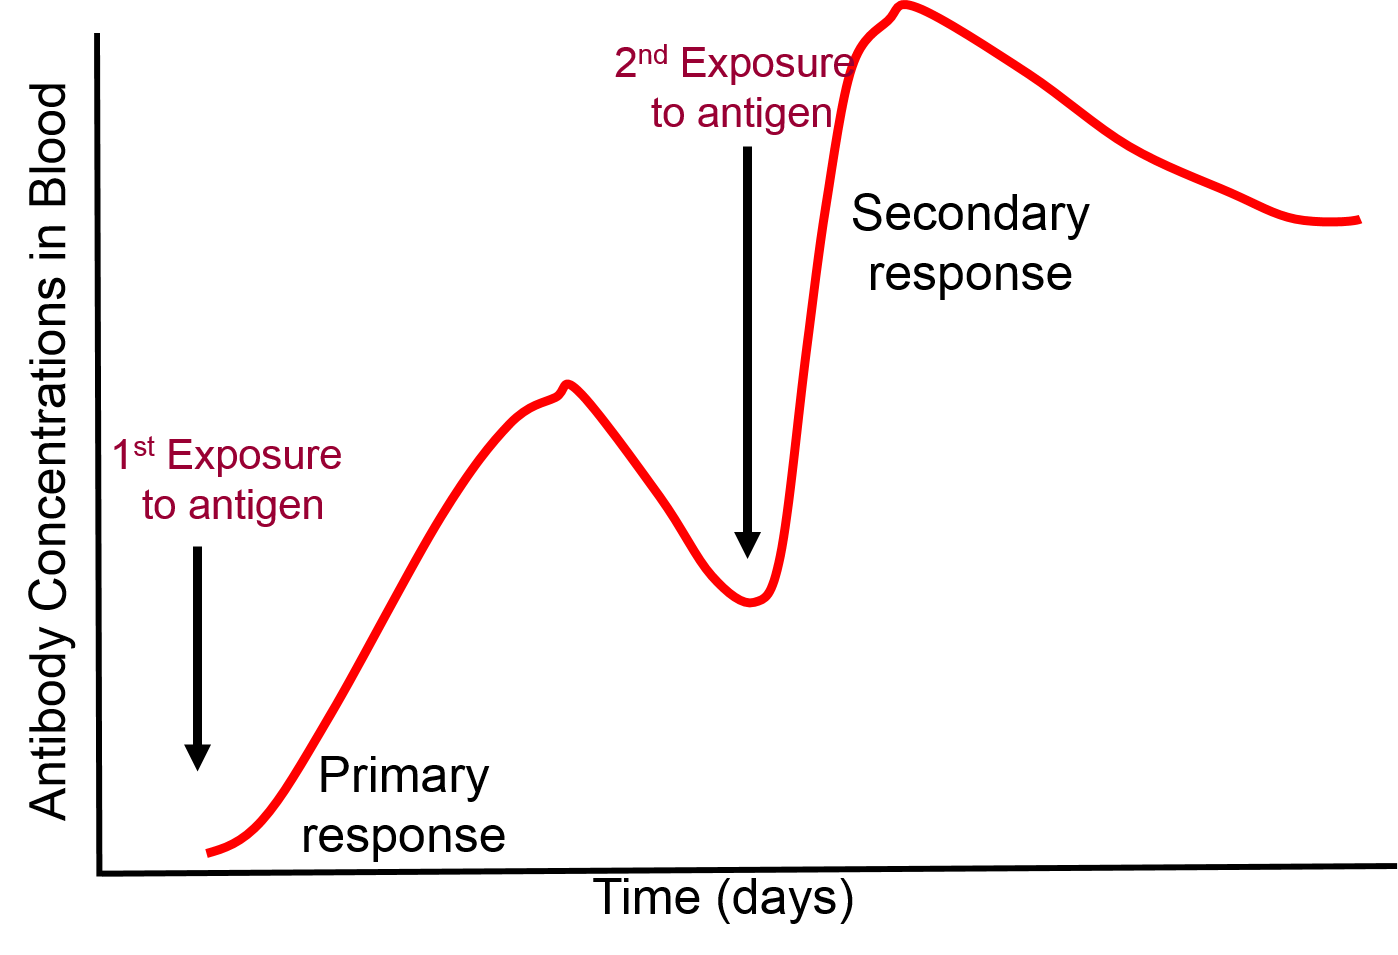 Antibody Concentrations in Blood
2nd Exposure
to antigen
Secondary
response
1st Exposure
to antigen
Primary
response
Time (days)